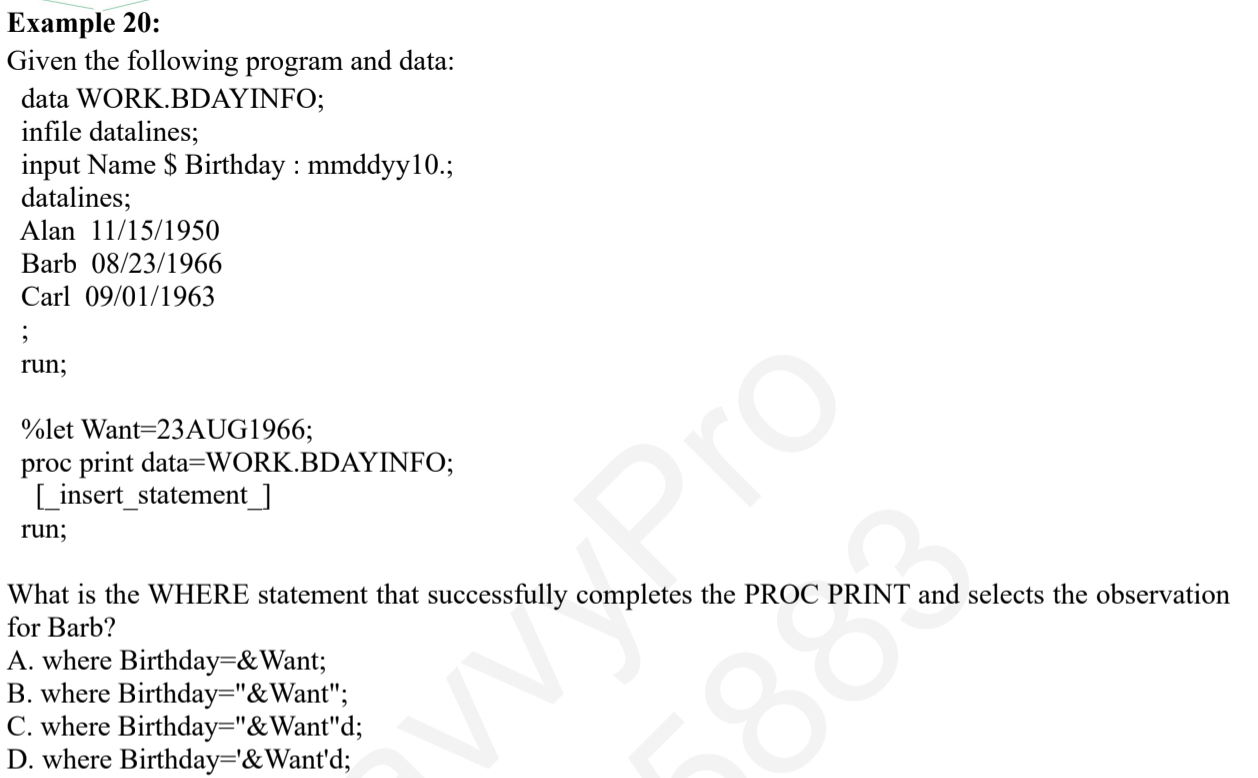 Example 20:
Given the following program and data:
data WORK.BDAYINFO;
infile datalines;
input Name $ Birthday : mmddyy10.;
datalines;
Alan 11/15/1950
Barb 08/23/1966
Carl 09/01/1963
;
run;
%let Want=23AUG1966;
proc print data=WORK.BDAYINFO;
[_insert_statement_]
run;
What is the WHERE statement that successfully completes the PROC PRINT and selects the observation
for Barb?
A. where Birthday=&Want;
B. where Birthday="&Want";
C. where Birthday="&Want"d;
D. where Birthday='&Want'd;